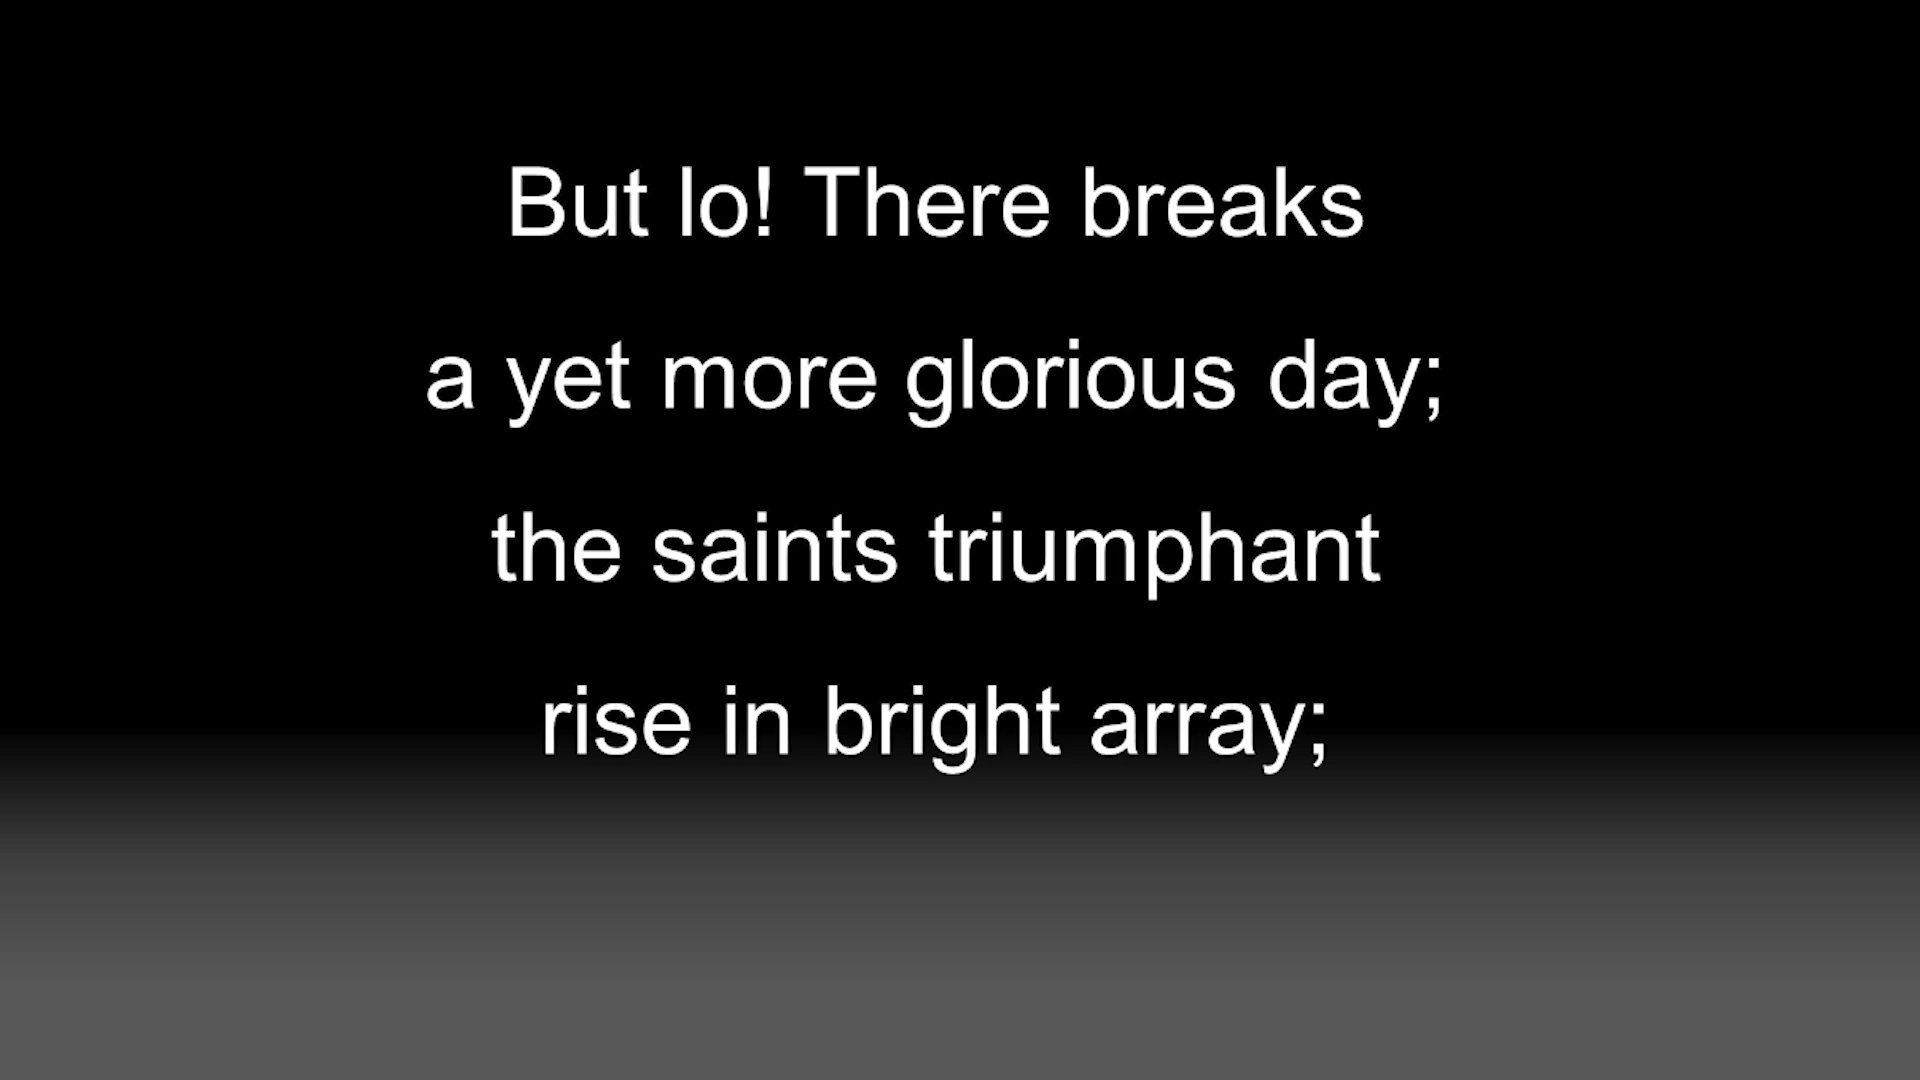 But lo! There breaks
a yet more glorious day;
the saints triumphant
rise in bright array;